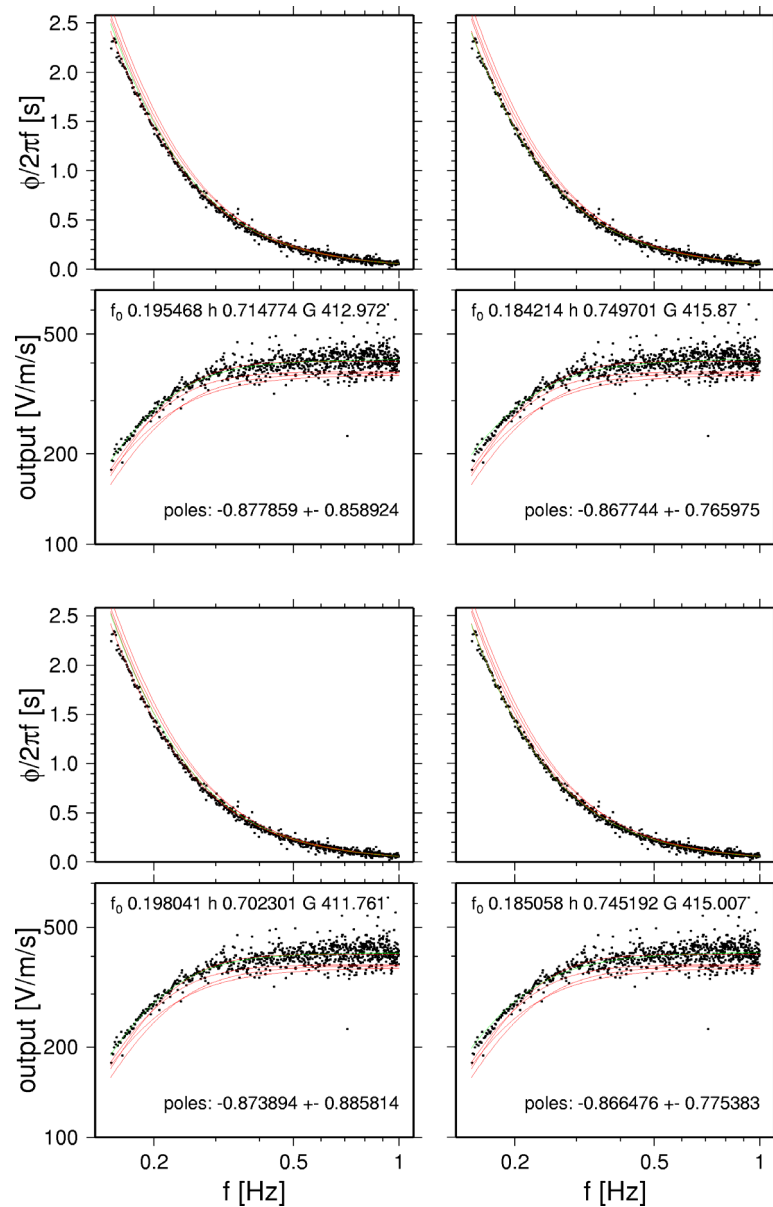 2.5
2.0
1.5
1.0
0.5
0.0
ϕ/2πf [s]
f0 0.195468 h 0.714774 G 412.972
f0 0.184214 h 0.749701 G 415.87
500
200
100
output [V/m/s]
poles: -0.877859 +- 0.858924
poles: -0.867744 +- 0.765975
2.5
2.0
1.5
1.0
0.5
0.0
ϕ/2πf [s]
f0 0.198041 h 0.702301 G 411.761
f0 0.185058 h 0.745192 G 415.007
500
200
100
output [V/m/s]
poles: -0.873894 +- 0.885814
poles: -0.866476 +- 0.775383
0.2 0.5 1
0.2 0.5 1
f [Hz]
f [Hz]